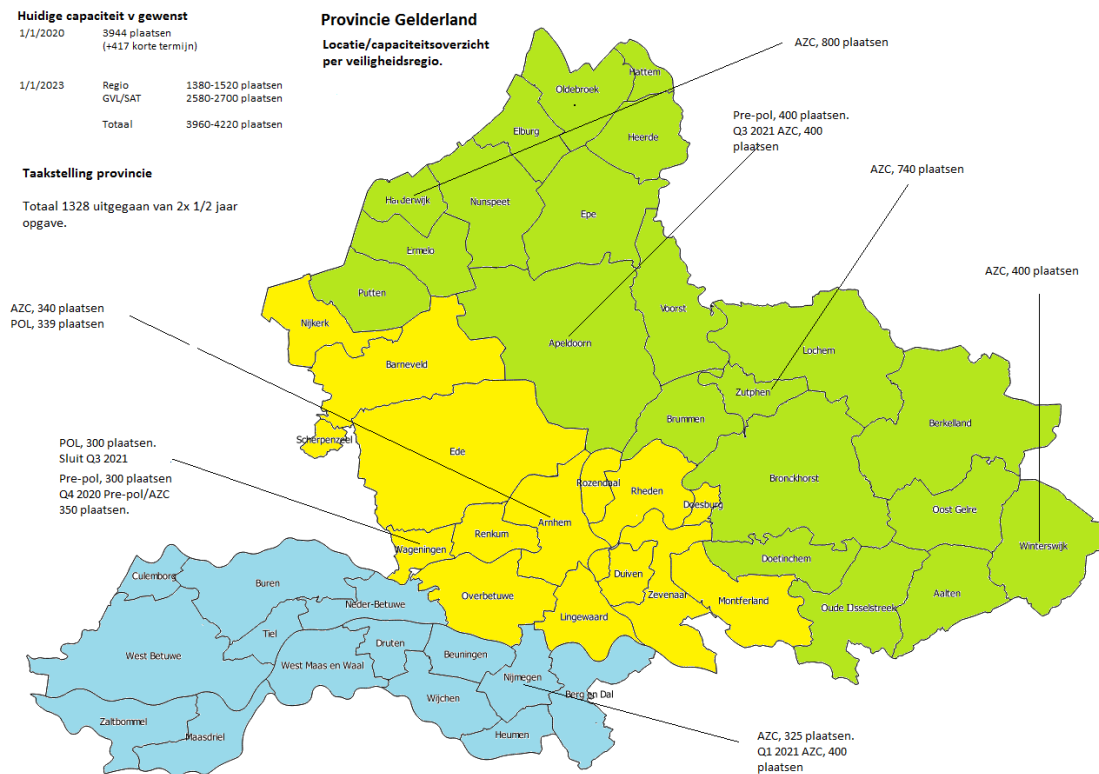 Huidige capaciteit v gewenst
1/1/2020 3944 plaatsen
(+417 korte termijn)
1/1/2023 Regio 1380-1520 plaatsen
GVL/SAT 2580-2700 plaatsen
Totaal 3960-4220 plaatsen
Taakstelling provincie
Totaal 1328 uitgegaan van 2x 1/2 jaar
opgave.
Provincie Gelderland
Locatie/capaciteitsoverzicht
per veiligheidsregio.
AZC, 800 plaatsen
Pre-pol, 400 plaatsen.
Q3 2021 AZC, 400
plaatsen
AZC, 740 plaatsen
AZC, 400 plaatsen
AZC, 340 plaatsen
POL, 339 plaatsen
POL, 300 plaatsen.
Sluit Q3 2021
Pre-pol, 300 plaatsen
Q4 2020 Pre-pol/AZC
350 plaatsen.
AZC, 325 plaatsen.
Q1 2021 AZC, 400
plaatsen
Hattem
Oldebroek
Elburg
Heerde
Harderwijk
Nunspeet
Epe
Ermelo
Putten
Nijkerk
Voorst
Apeldoorn
Lochem
Barneveld
Zutphen
Brummen
Berkelland
Scherpenzeel
Ede
Bronckhorst
Rozendaal
Rheden
Doesburg
Oost Gelre
Arnhem
Renkum
Wageningen
Winterswijk
Doetinchem
Duiven
Culemborg
Buren
Overbetuwe
Zevenaar
Montferland
Aalten
Neder-Betuwe
Lingewaard
Oude IJsselstreek
Tiel
Druten
West Betuwe
West Maas en Waal
Beuningen
Nijmegen
Berg en Dal
Wijchen
Zaltbommel
Maasdriel
Heumen